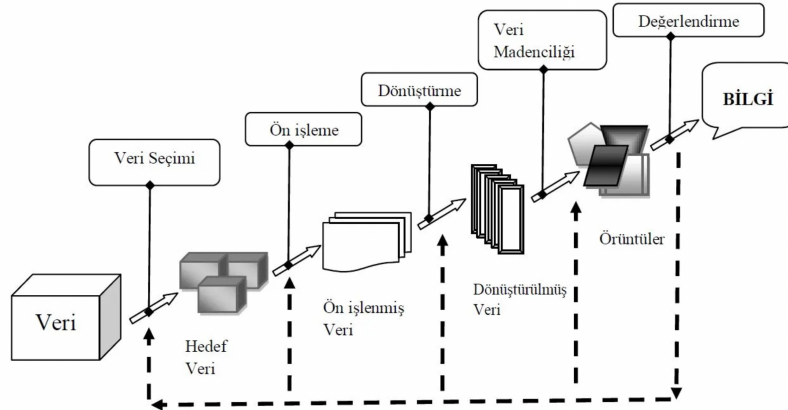 Değerlendirme
Veri
Madenciliği
BİLGİ
Dönüştürme
Ön işleme
Veri Seçimi
Örüntüler
Dönüştürülmüş
Veri
Ön işlenmiş
Veri
Veri
Hedef
Veri